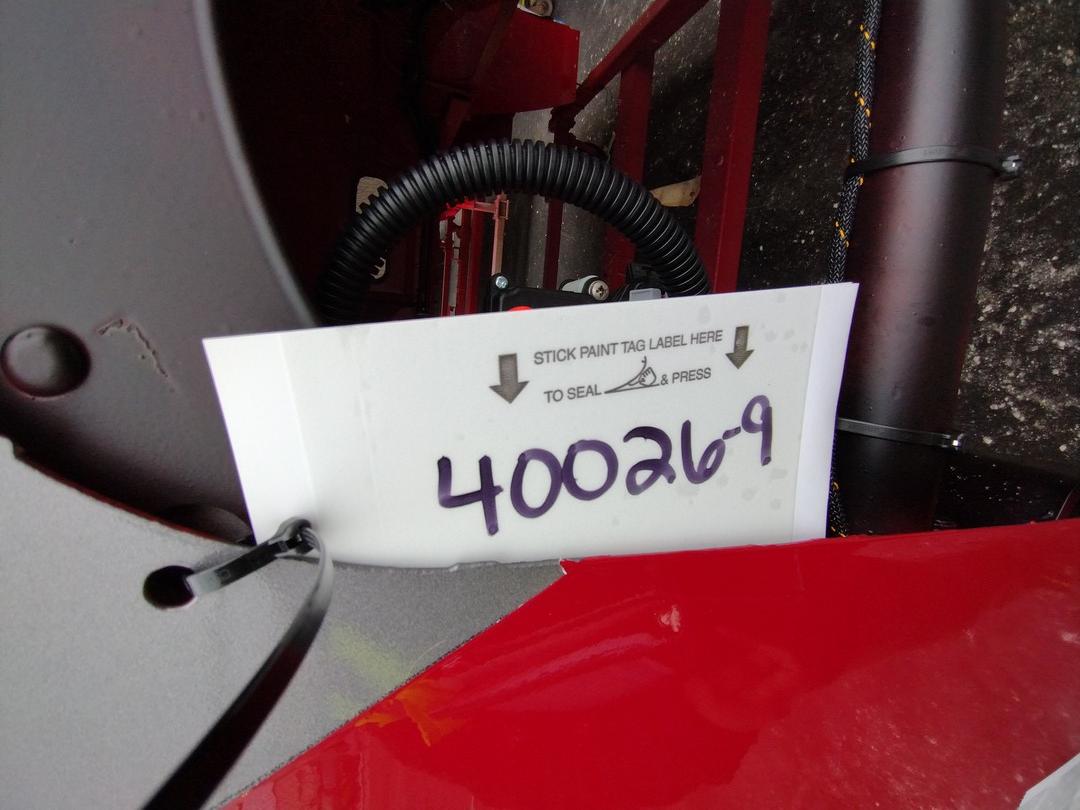 STICK PAINT TAG LABEL HERE
TO SEAL & PRESS
40026-9